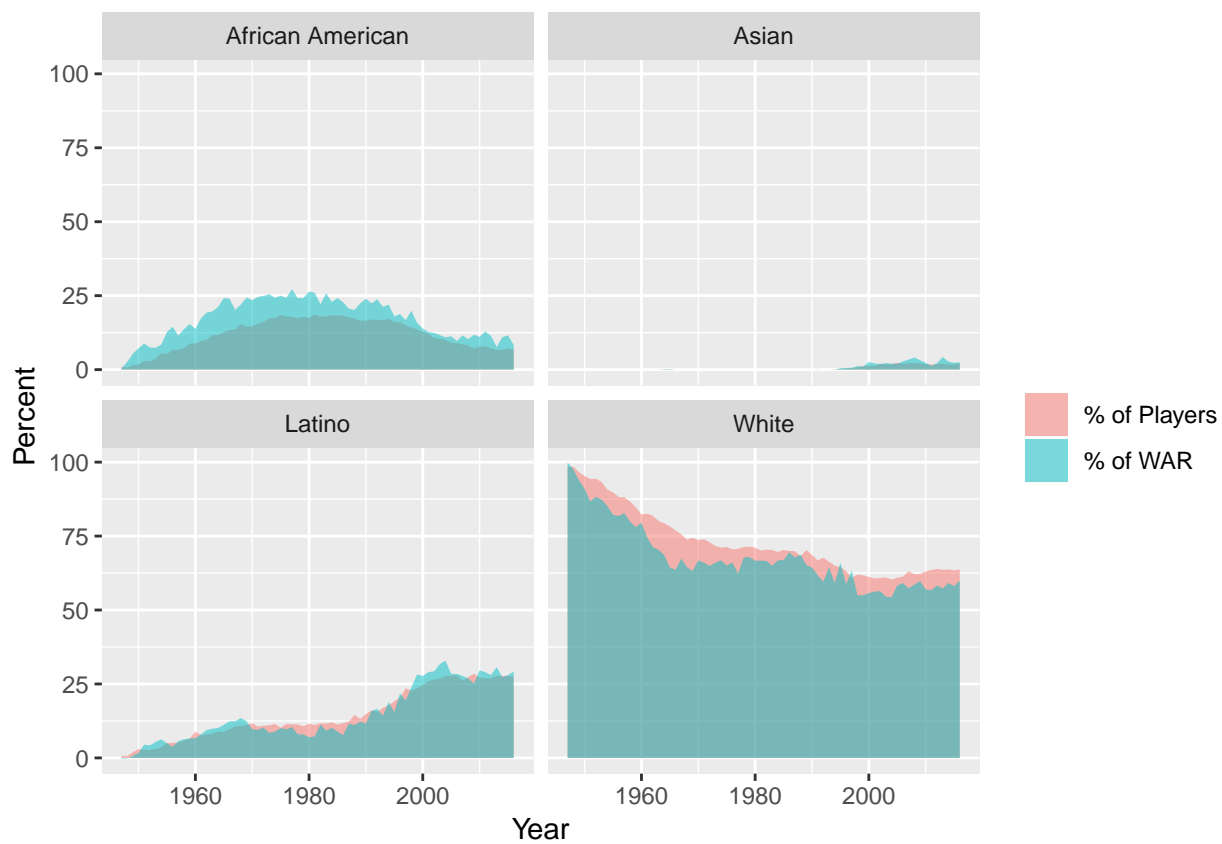 African American
Asian
100
75
50
25
0
Percent
Latino
White
100
75
50
25
0
1960
1980
2000
1960
1980
2000
Year
% of Players
% of WAR